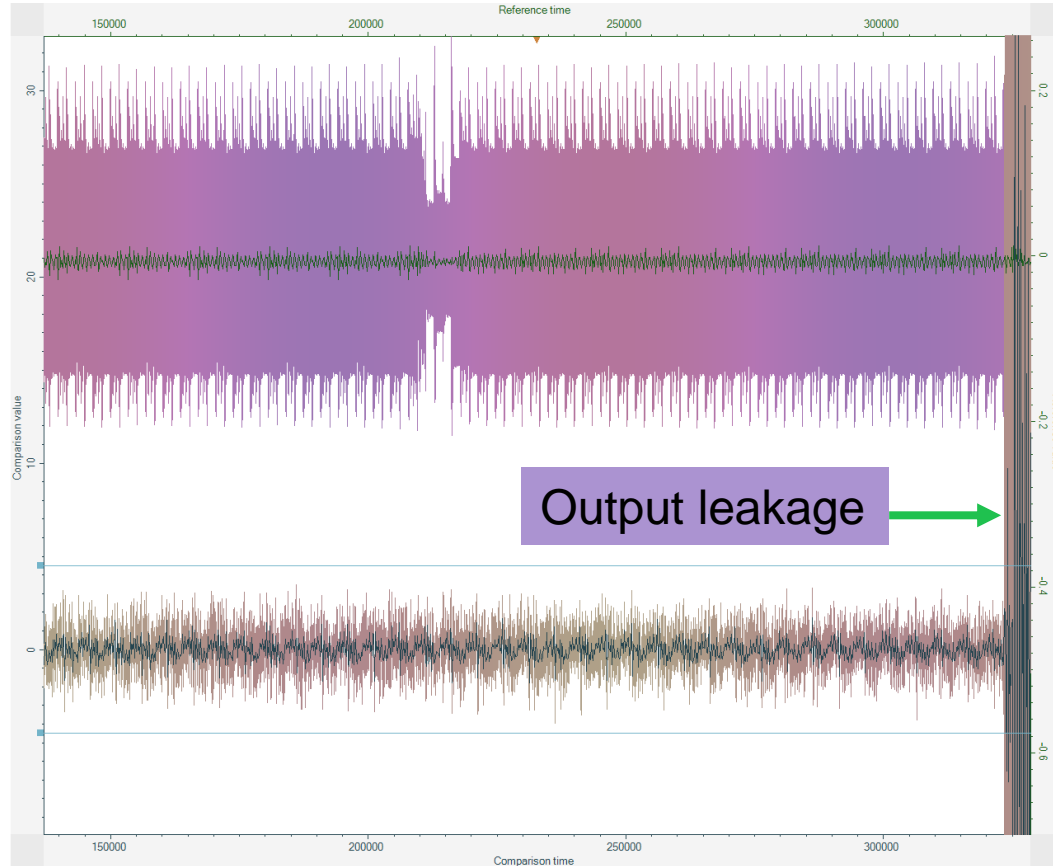 Reference time
150000 200000 250000 300000
30
20
10
0
Comparison value
0.2
0
-0.2
-0.4
-0.6
Output leakage
150000 200000 250000 300000
Comparison time